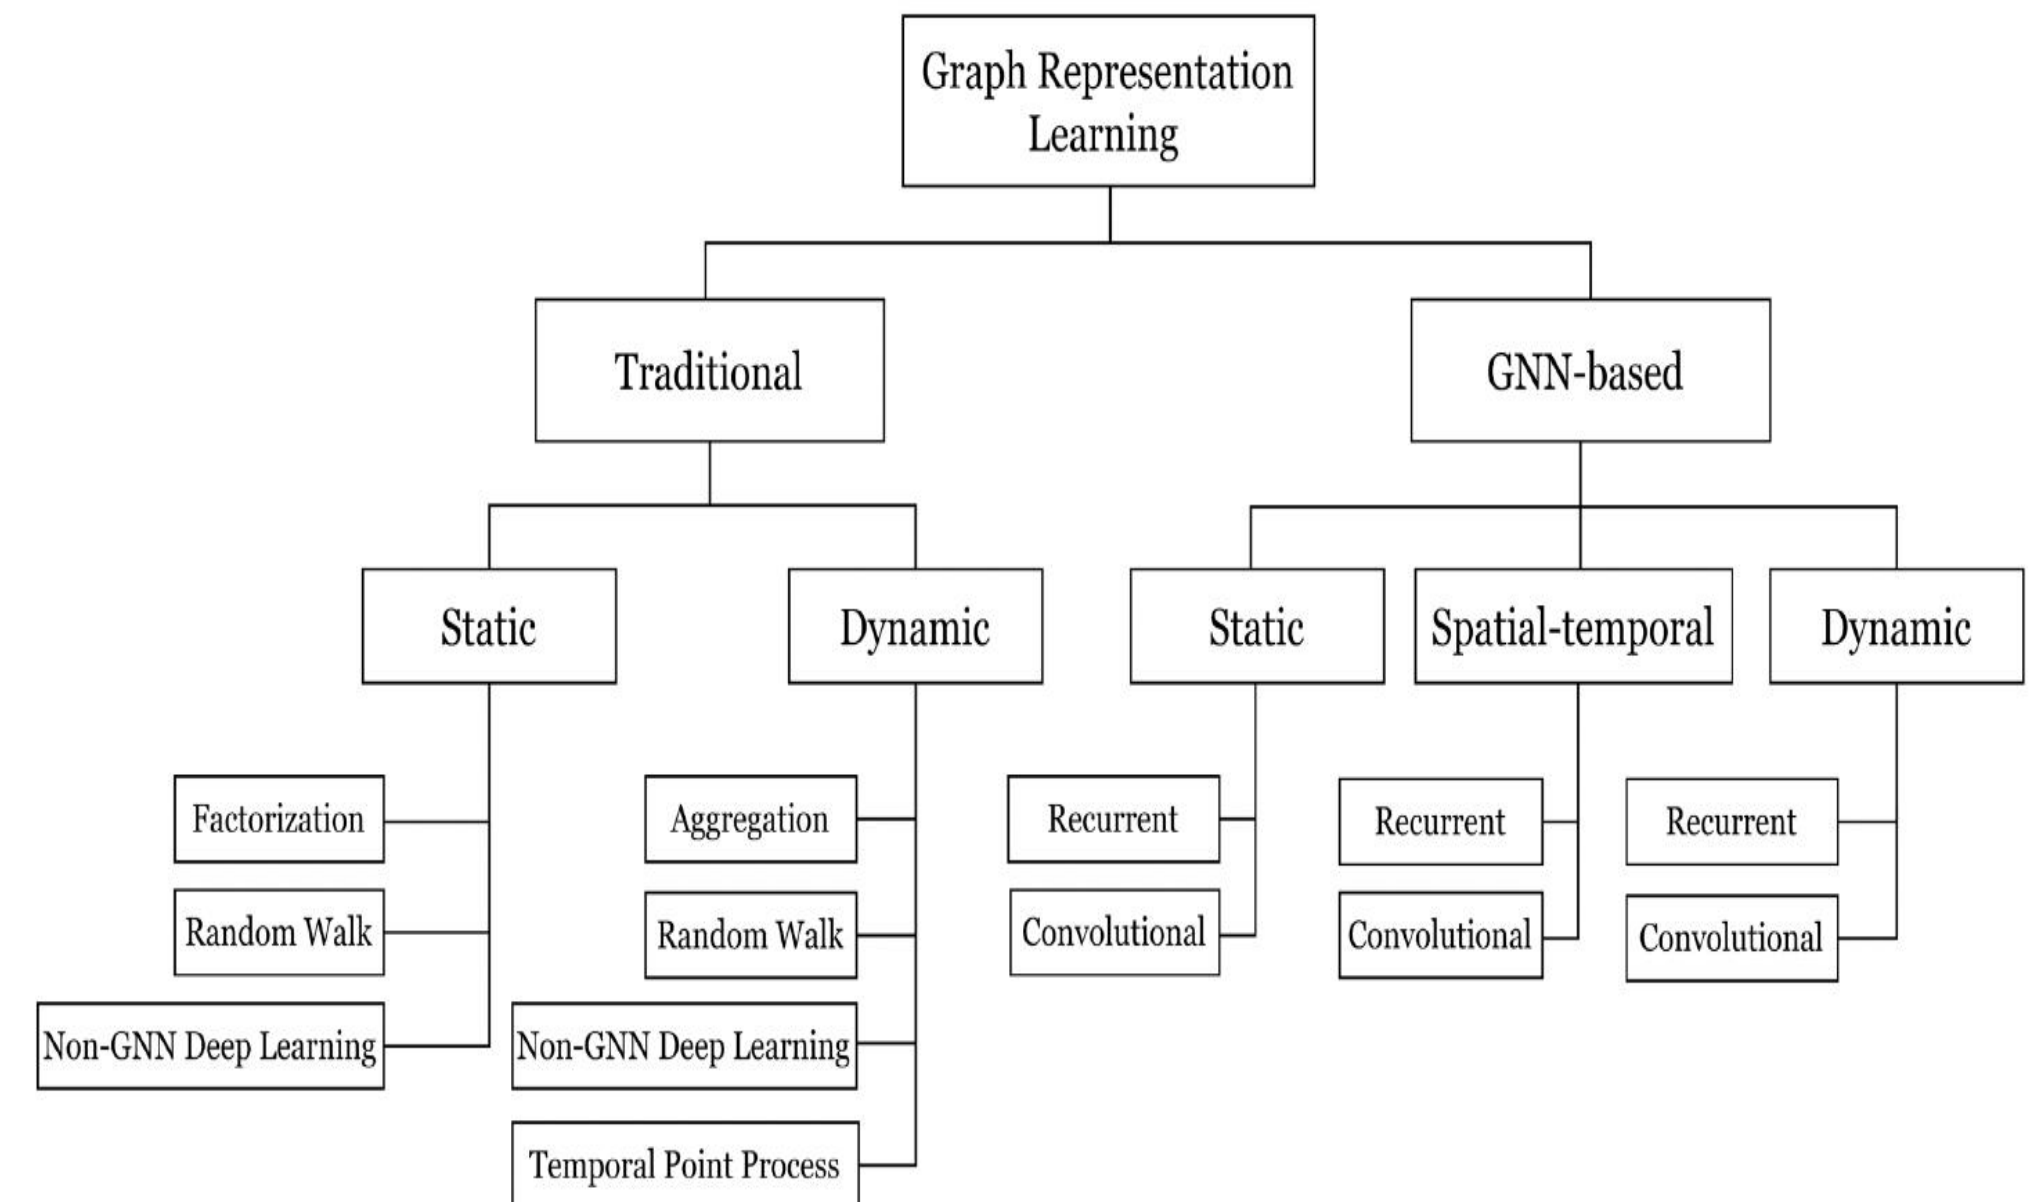 Graph Representation
Learning
Traditional
GNN-based
Static
Dynamic
Static
Spatial-temporal
Dynamic
Factorization
Random Walk
Non-GNN Deep Learning
Aggregation
Random Walk
Non-GNN Deep Learning
Temporal Point Process
Recurrent
Convolutional
Recurrent
Convolutional
Recurrent
Convolutional